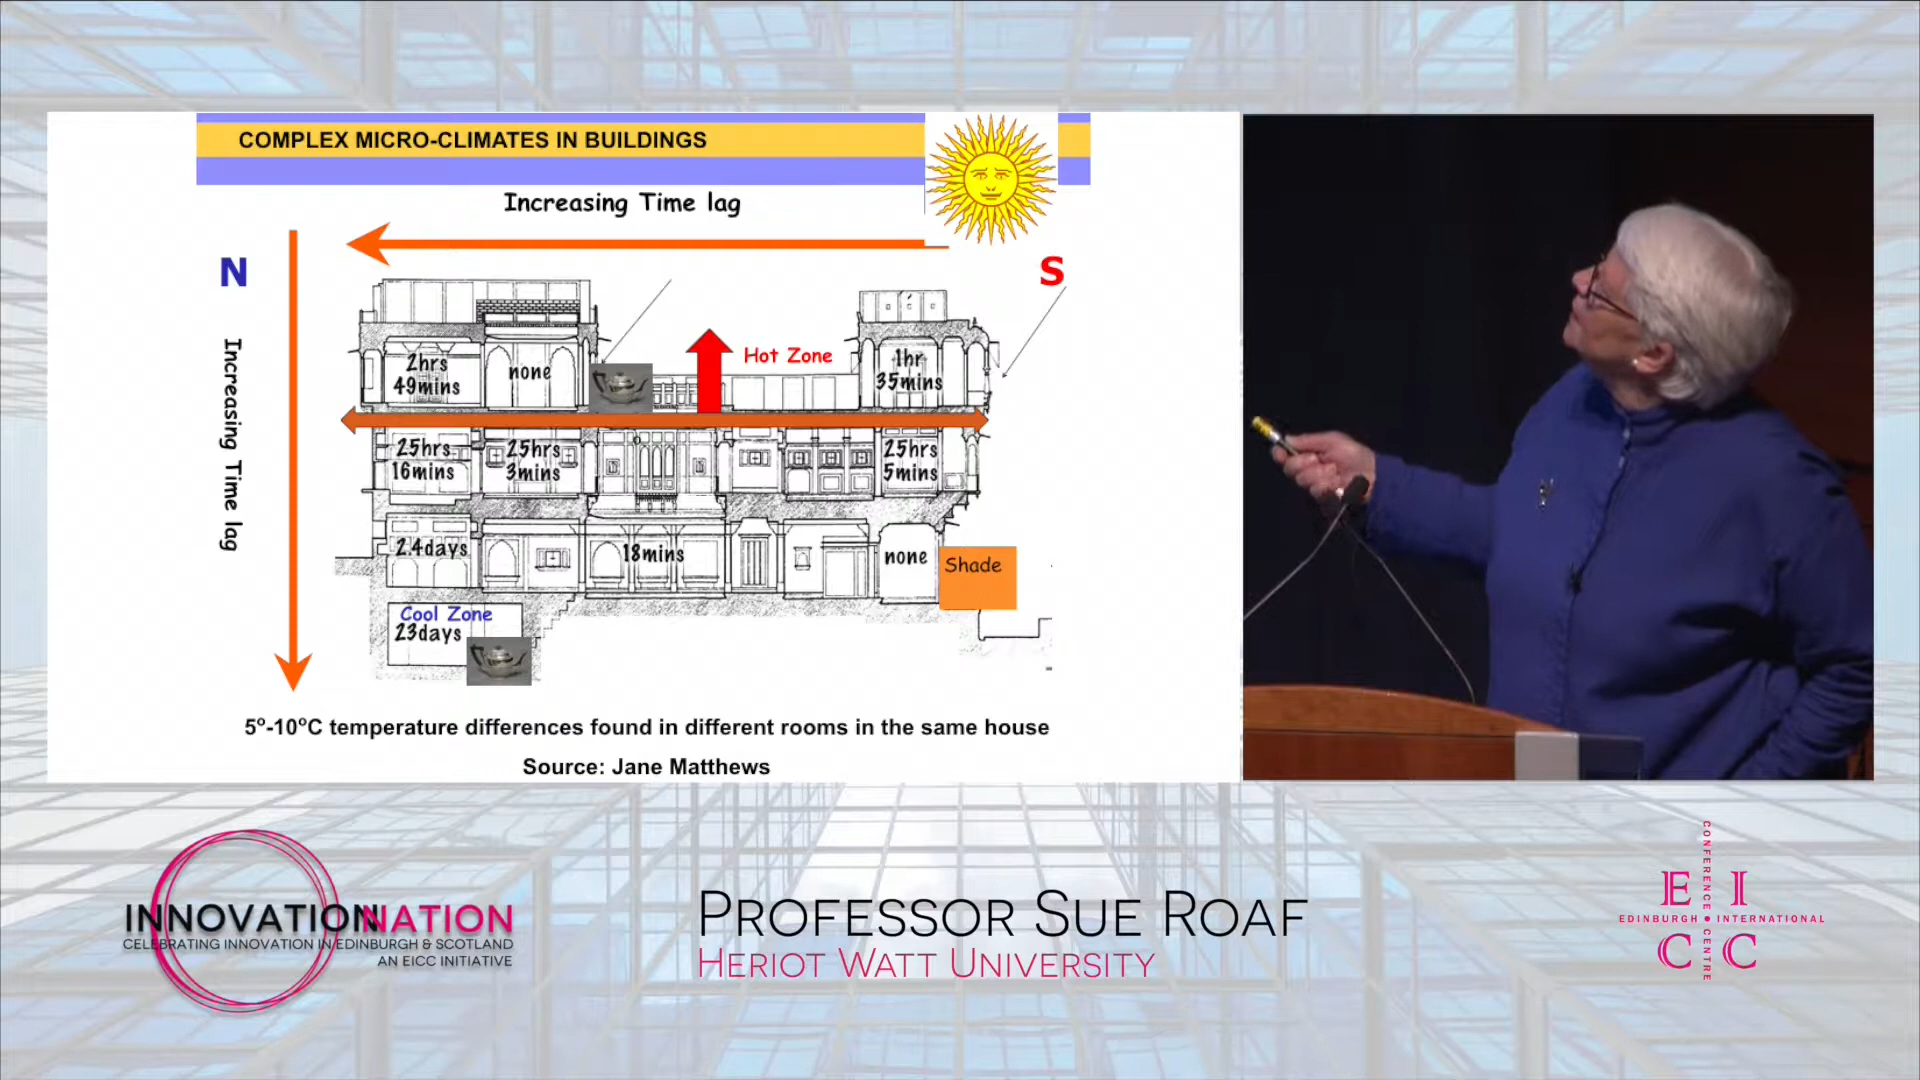 COMPLEX MICRO-CLIMATES IN BUILDINGS
Increasing Time lag
N
S
Increasing Time lag
Hot Zone
2hrs
49mins
none
1hr
35mins
25hrs
16mins
25hrs
3mins
25hrs
5mins
2.4days
18mins
none
Shade
Cool Zone
23days
5º-10ºC temperature differences found in different rooms in the same house
Source: Jane Matthews
INNOVATIONNATION
CELEBRATING INNOVATION IN EDINBURGH & SCOTLAND
AN EICC INITIATIVE
PROFESSOR SUE ROAF
HERIOT WATT UNIVERSITY
E I
EDINBURGH • INTERNATIONAL
CONFERENCE CENTRE
C C